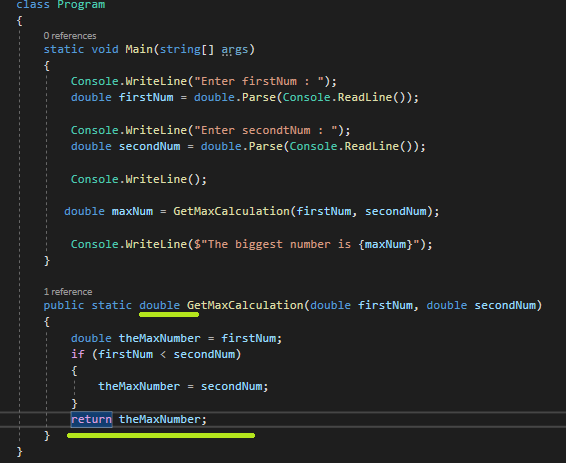 class Program
{
0 references
static void Main(string[] args)
{
Console.WriteLine("Enter firstNum : ");
double firstNum = double.Parse(Console.ReadLine());
Console.WriteLine("Enter secondtNum : ");
double secondNum = double.Parse(Console.ReadLine());
Console.WriteLine();
double maxNum = GetMaxCalculation(firstNum, secondNum);
Console.WriteLine($"The biggest number is {maxNum}");
}
1 reference
public static double GetMaxCalculation(double firstNum, double secondNum)
{
double theMaxNumber = firstNum;
if (firstNum < secondNum)
{
theMaxNumber = secondNum;
}
return theMaxNumber;
}
}